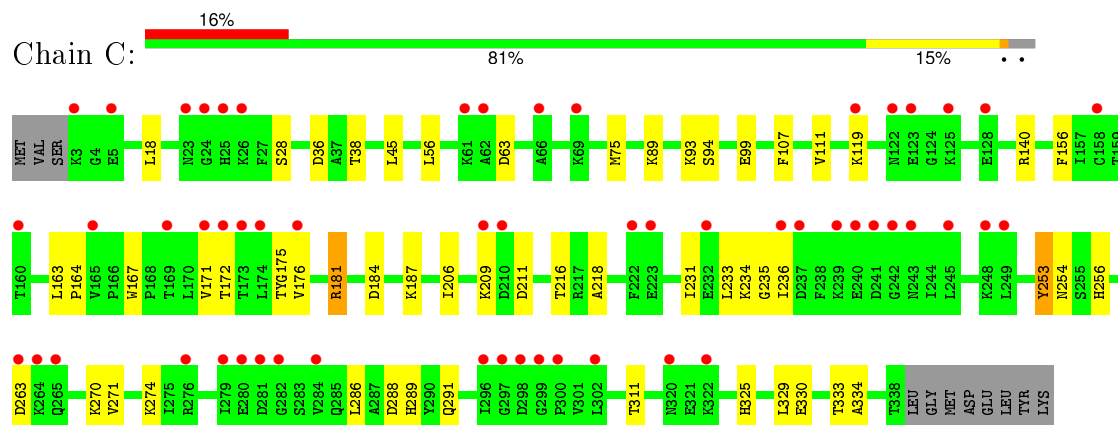 16%
Chain C:
81% 15% • •
MET VAL SER K3 G4 E5 L18 N23 G24 H25 K26 F27 S28 D36 A37 T38 L45 L56 K61 A62 D63 A66 K69 M75 K89 K93 S94 E99 F107 V111 K119 N122 E123 G124 K125 E128 R140 F156 I157 C158 T159
T160 L163 P164 V165 P166 W167 P168 T169 L170 V171 T172 T173 L174 TYG175 V176 R181 D184 K187 I206 K209 D210 D211 T216 R217 A218 F222 E223 I231 E232 L233 K234 G235 I236 D237 F238 K239 E240 D241 G242 N243 I244 L245 K248 L249 Y253 N254 S255 H256
D263 K264 Q265 K270 V271 K274 I275 R276 I279 E280 D281 G282 S283 V284 Q285 L286 A287 D288 H289 Y290 Q291 I296 G297 D298 G299 P300 V301 L302 T311 N320 E321 K322 H325 L329 E330 T333 A334 T338 LEU GLY MET ASP GLU LEU TYR LYS